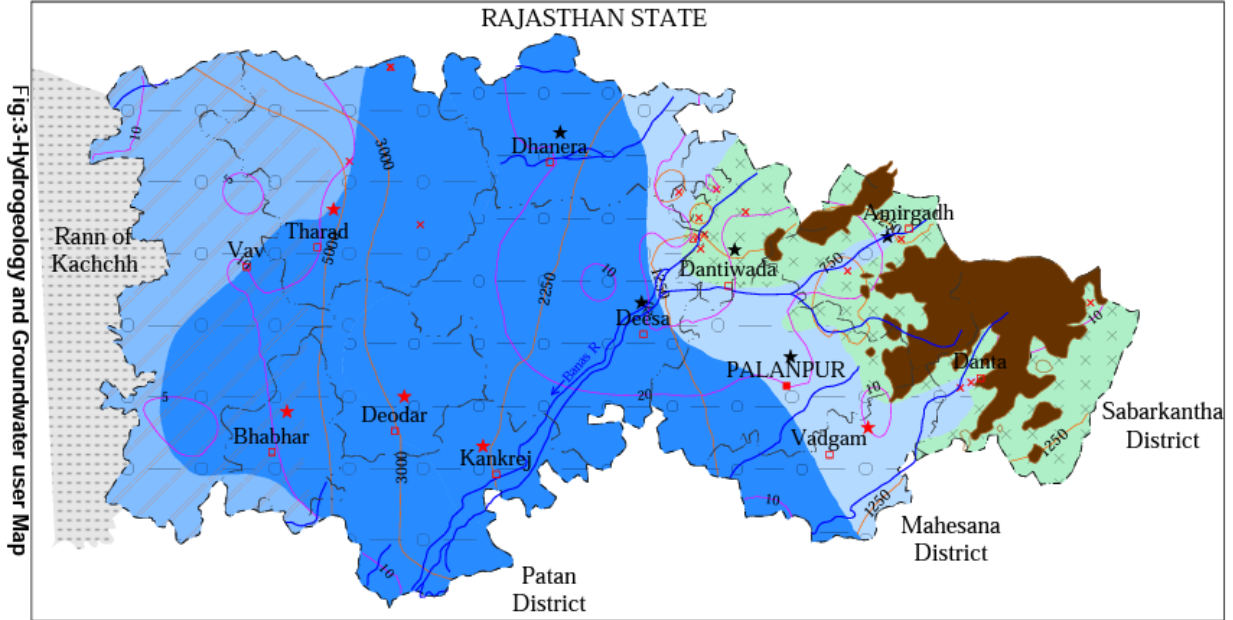 RAJASTHAN STATE
Fig:3-Hydrogeology and Groundwater user Map
10
3000
Dhanera
5
Amirgadh
Tharad
Rann of
Kachchh
Vav
5000
10
Dantiwada
750
10
2250
Deesa
Banas R
10
PALANPUR
Danta
10
5
20
Deodar
Bhabhar
Vadgam
Kankrej
Sabarkantha
District
1250
3000
10
1250
Mahesana
District
10
Patan
District